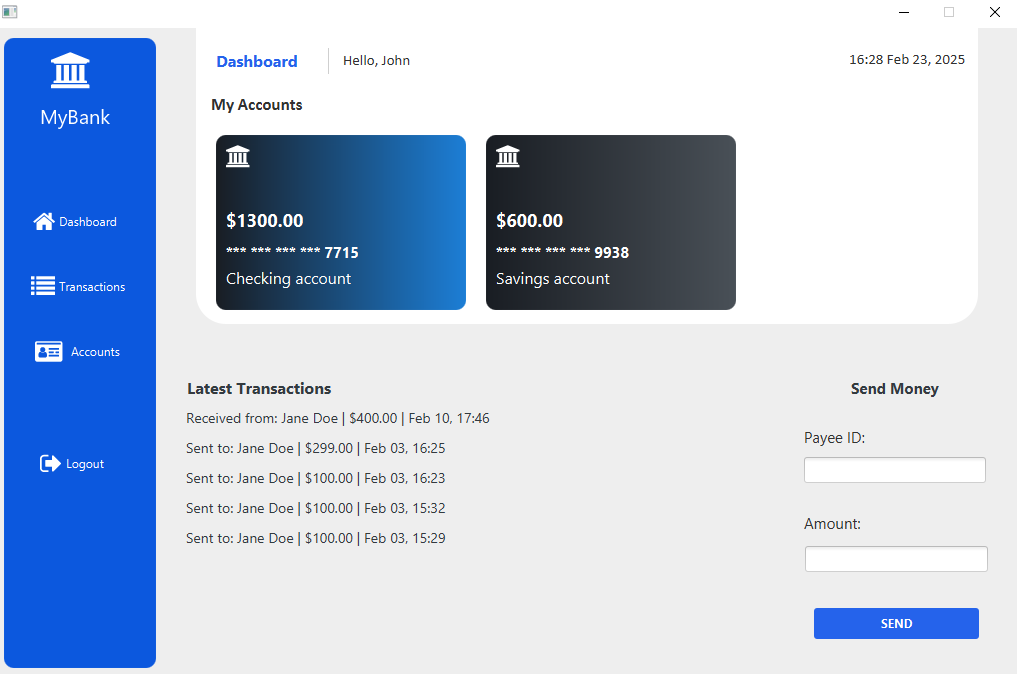 MyBank
Dashboard
Transactions
Accounts
Logout
Dashboard
Hello, John
16:28 Feb 23, 2025
My Accounts
$1300.00
*** *** *** *** 7715
Checking account
$600.00
*** *** *** *** 9938
Savings account
Latest Transactions
Received from: Jane Doe | $400.00 | Feb 10, 17:46
Sent to: Jane Doe | $299.00 | Feb 03, 16:25
Sent to: Jane Doe | $100.00 | Feb 03, 16:23
Sent to: Jane Doe | $100.00 | Feb 03, 15:32
Sent to: Jane Doe | $100.00 | Feb 03, 15:29
Send Money
Payee ID:
Amount:
SEND